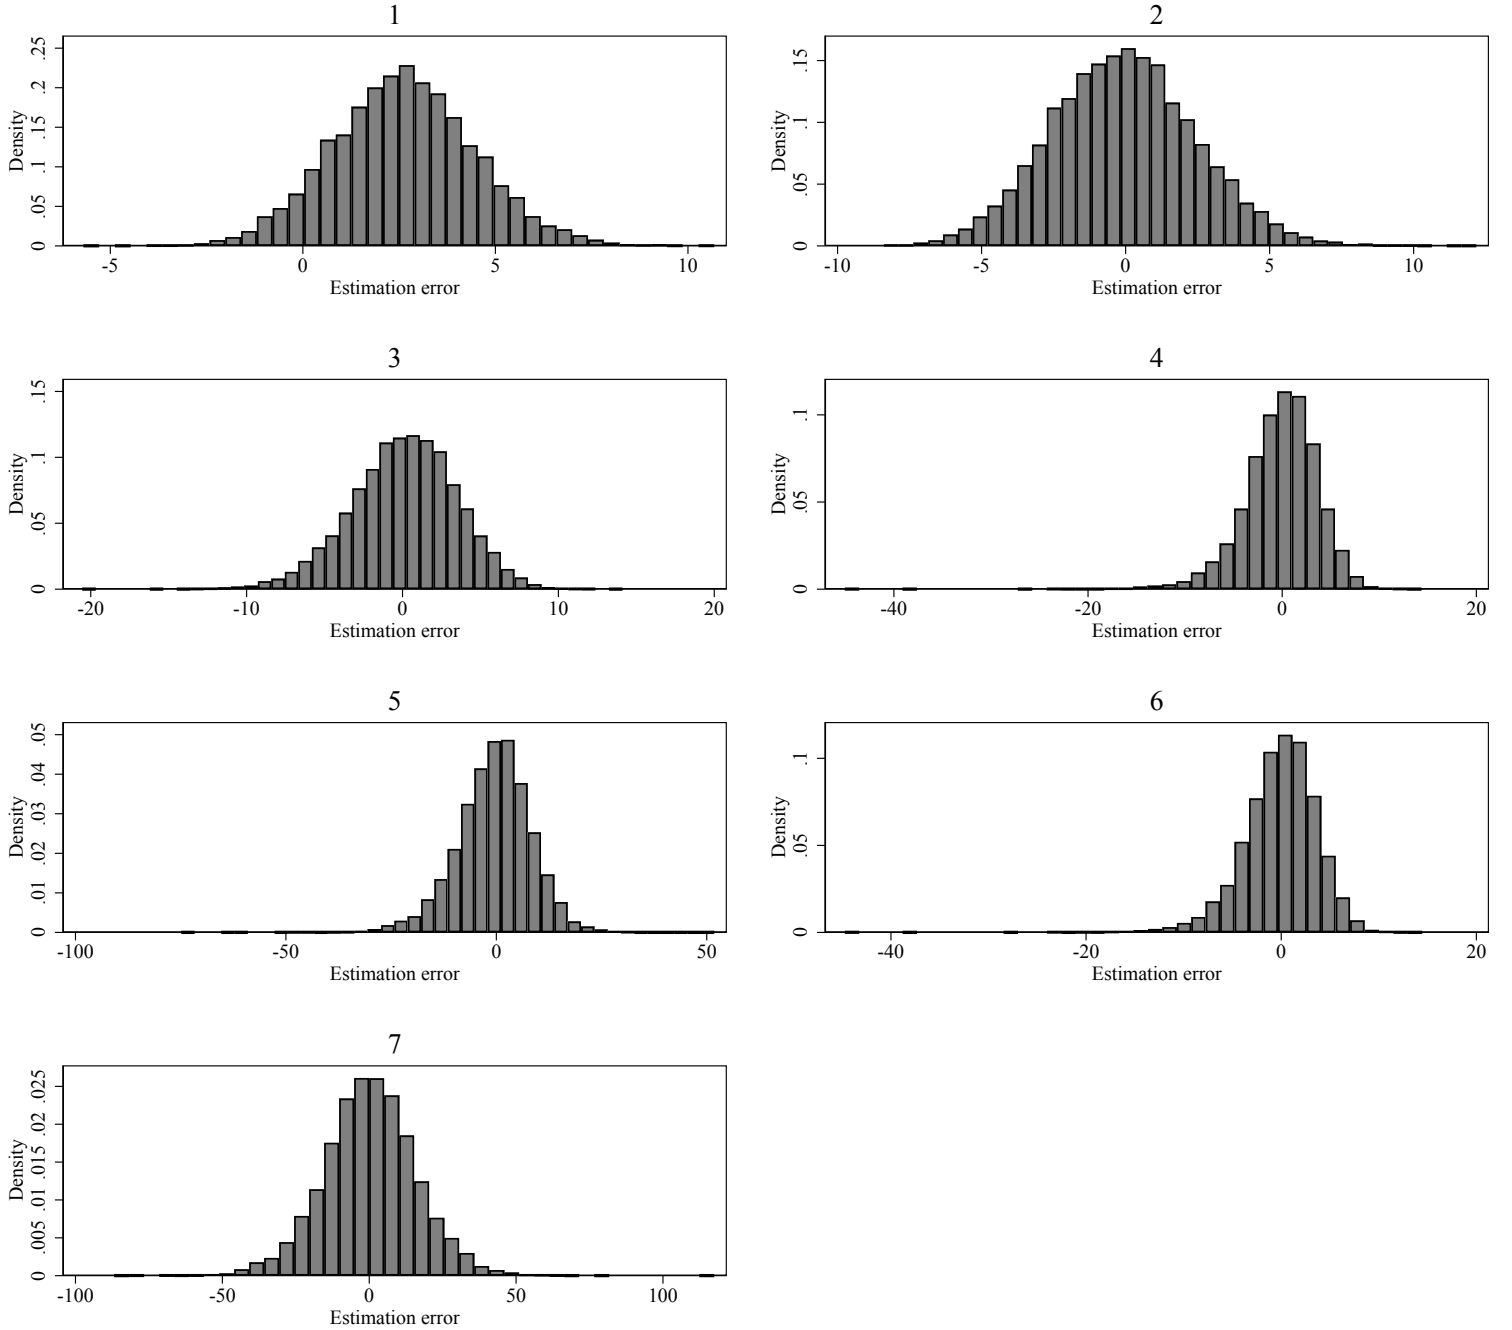 1
Density
0 .05 .1 .15 .2 .25
-5 0 5 10
Estimation error
2
Density
0 .05 .1 .15
-10 -5 0 5 10
Estimation error
3
Density
0 .05 .1 .15
-20 -10 0 10 20
Estimation error
4
Density
0 .05 .1
-40 -20 0 20
Estimation error
5
Density
0 .01 .02 .03 .04 .05
-100 -50 0 50
Estimation error
6
Density
0 .05 .1
-40 -20 0 20
Estimation error
7
Density
0 .005 .01 .015 .02 .025
-100 -50 0 50 100
Estimation error